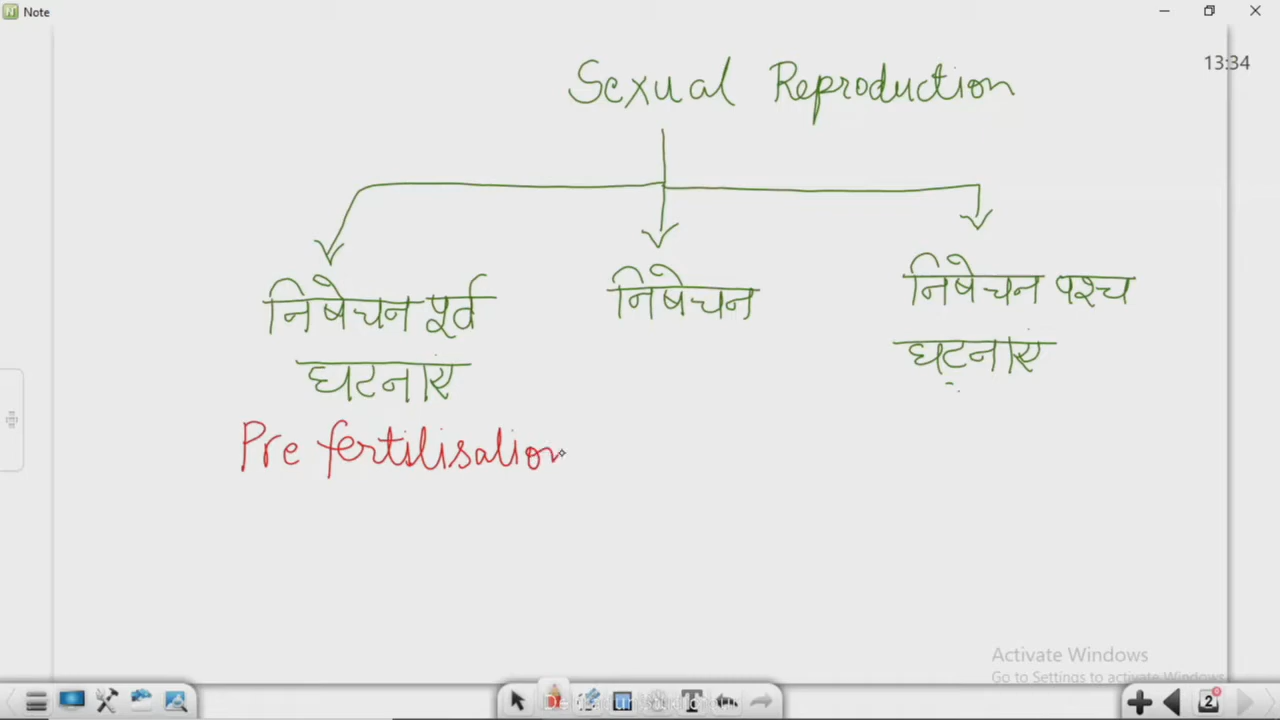 Note
13:34
Sexual Reproduction
निषेचन पूर्व
घटनाएं
निषेचन
निषेचन पश्च
घटनाएं
Pre fertilisation
Activate Windows
Go to Settings to activate Windows
2